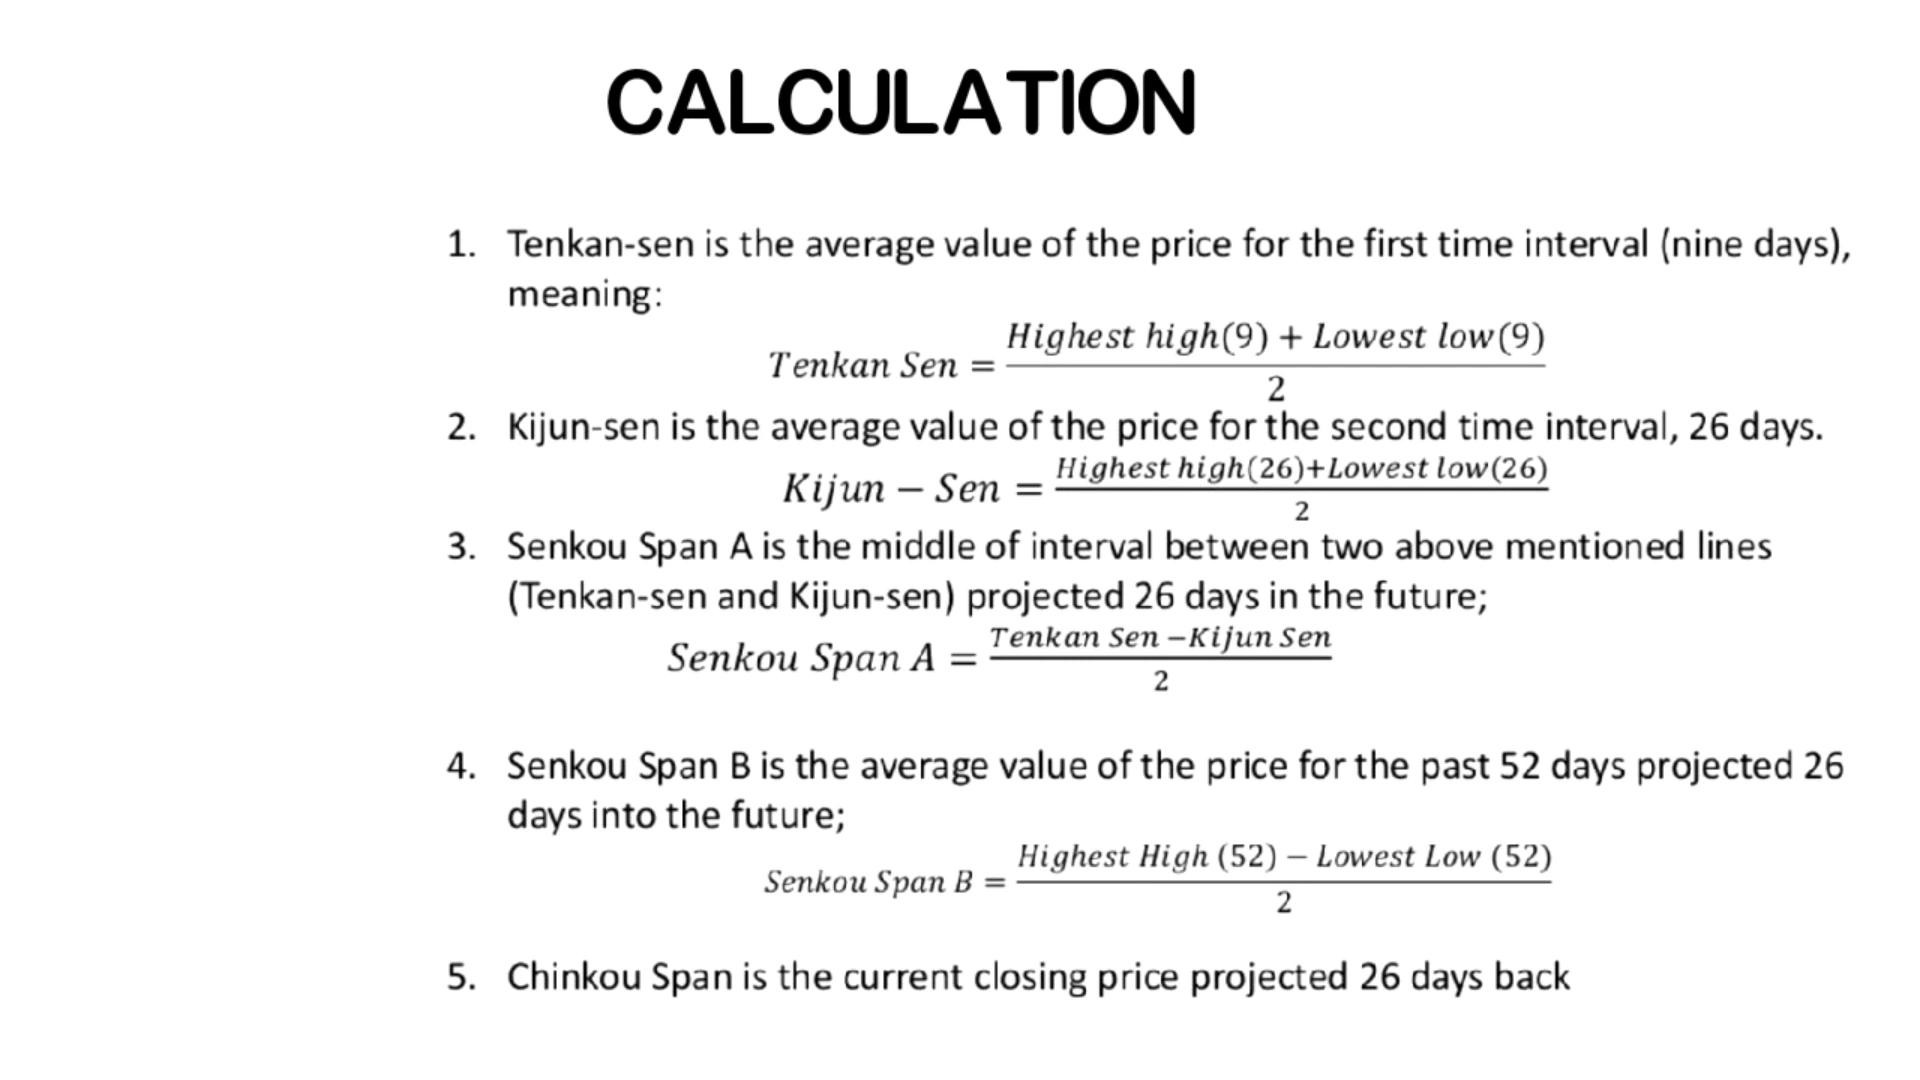 CALCULATION
1. Tenkan-sen is the average value of the price for the first time interval (nine days),
meaning:
Tenkan Sen = (Highest high(9) + Lowest low(9)) / 2
2. Kijun-sen is the average value of the price for the second time interval, 26 days.
Kijun – Sen = (Highest high(26)+Lowest low(26)) / 2
3. Senkou Span A is the middle of interval between two above mentioned lines
(Tenkan-sen and Kijun-sen) projected 26 days in the future;
Senkou Span A = (Tenkan Sen –Kijun Sen) / 2
4. Senkou Span B is the average value of the price for the past 52 days projected 26
days into the future;
Senkou Span B = (Highest High (52) – Lowest Low (52)) / 2
5. Chinkou Span is the current closing price projected 26 days back